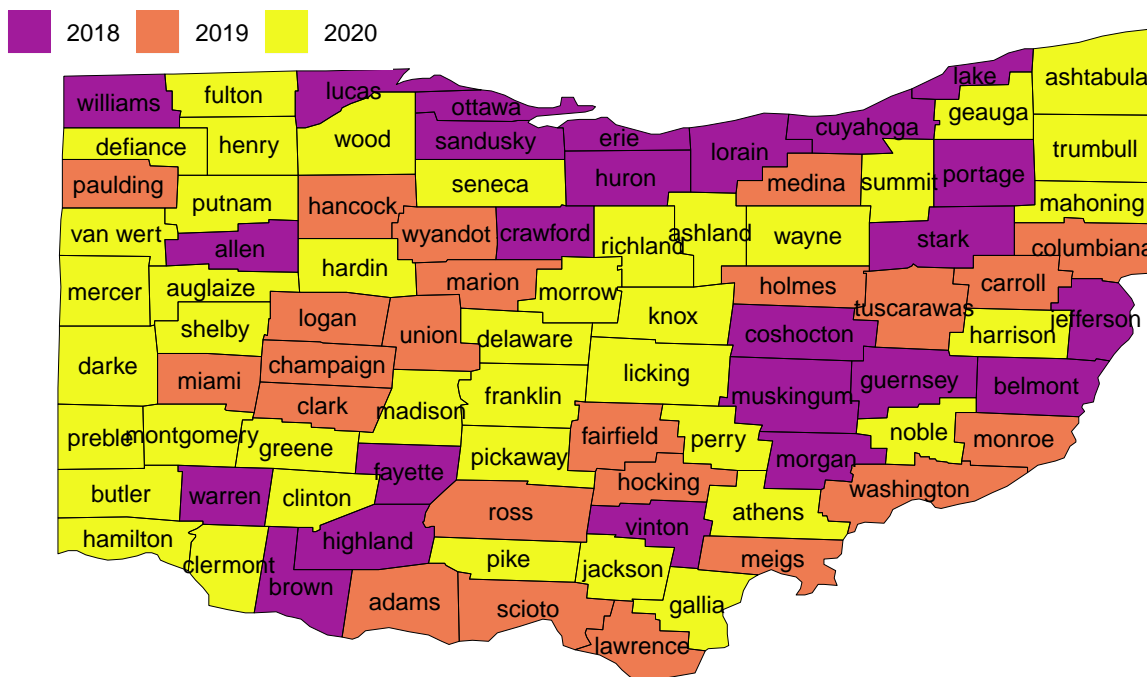 2018 2019 2020
lake ashtabula
williams fulton lucas ottawa geauga
defiance henry wood sandusky erie lorain cuyahoga trumbull
paulding putnam hancock seneca huron medina summit portage mahoning
van wert allen wyandot crawford richland ashland wayne stark columbiana
mercer auglaize hardin marion morrow holmes tuscarawas carroll
shelby logan union delaware knox coshocton harrison jefferson
darke miami champaign franklin licking muskingum guernsey belmont
clark madison
preble montgomery greene pickaway fairfield perry morgan noble monroe
butler warren clinton fayette ross hocking athens washington
hamilton clermont highland pike vinton meigs
brown adams scioto jackson gallia
lawrence